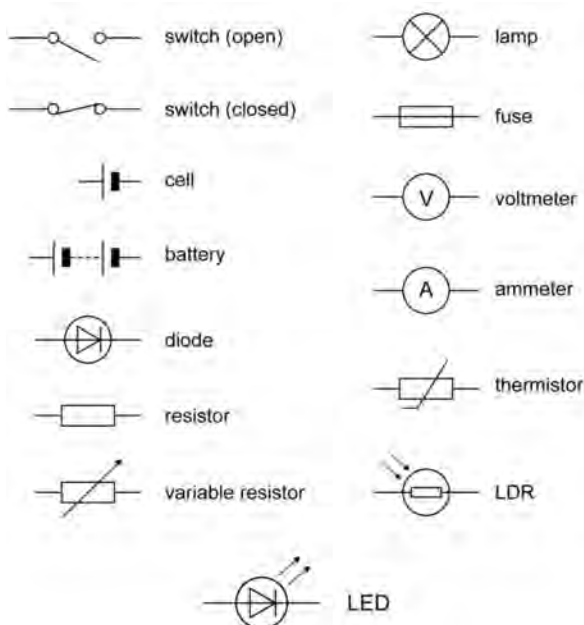 switch (open)
switch (closed)
cell
battery
diode
resistor
variable resistor
lamp
fuse
V
voltmeter
A
ammeter
thermistor
LDR
LED